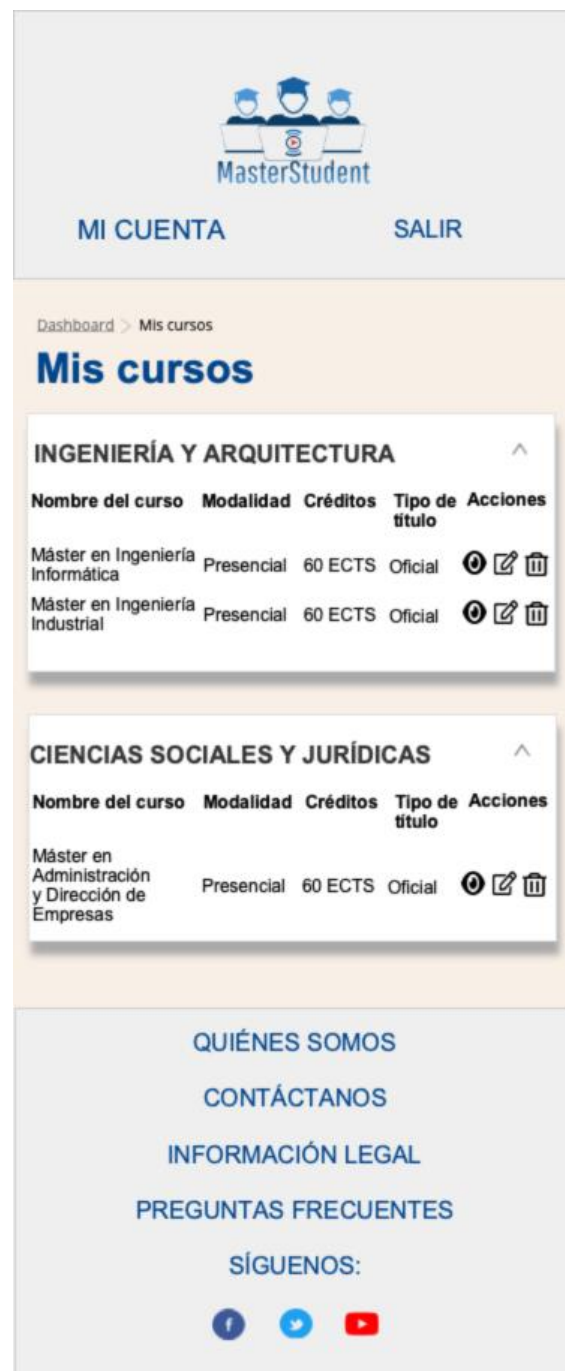 MasterStudent
MI CUENTA SALIR
Dashboard > Mis cursos
Mis cursos
INGENIERÍA Y ARQUITECTURA
Nombre del curso Modalidad Créditos Tipo de título Acciones
Máster en Ingeniería
Informática Presencial 60 ECTS Oficial
Máster en Ingeniería
Industrial Presencial 60 ECTS Oficial
CIENCIAS SOCIALES Y JURÍDICAS
Nombre del curso Modalidad Créditos Tipo de título Acciones
Máster en
Administración
y Dirección de
Empresas Presencial 60 ECTS Oficial
QUIÉNES SOMOS
CONTÁCTANOS
INFORMACIÓN LEGAL
PREGUNTAS FRECUENTES
SÍGUENOS: